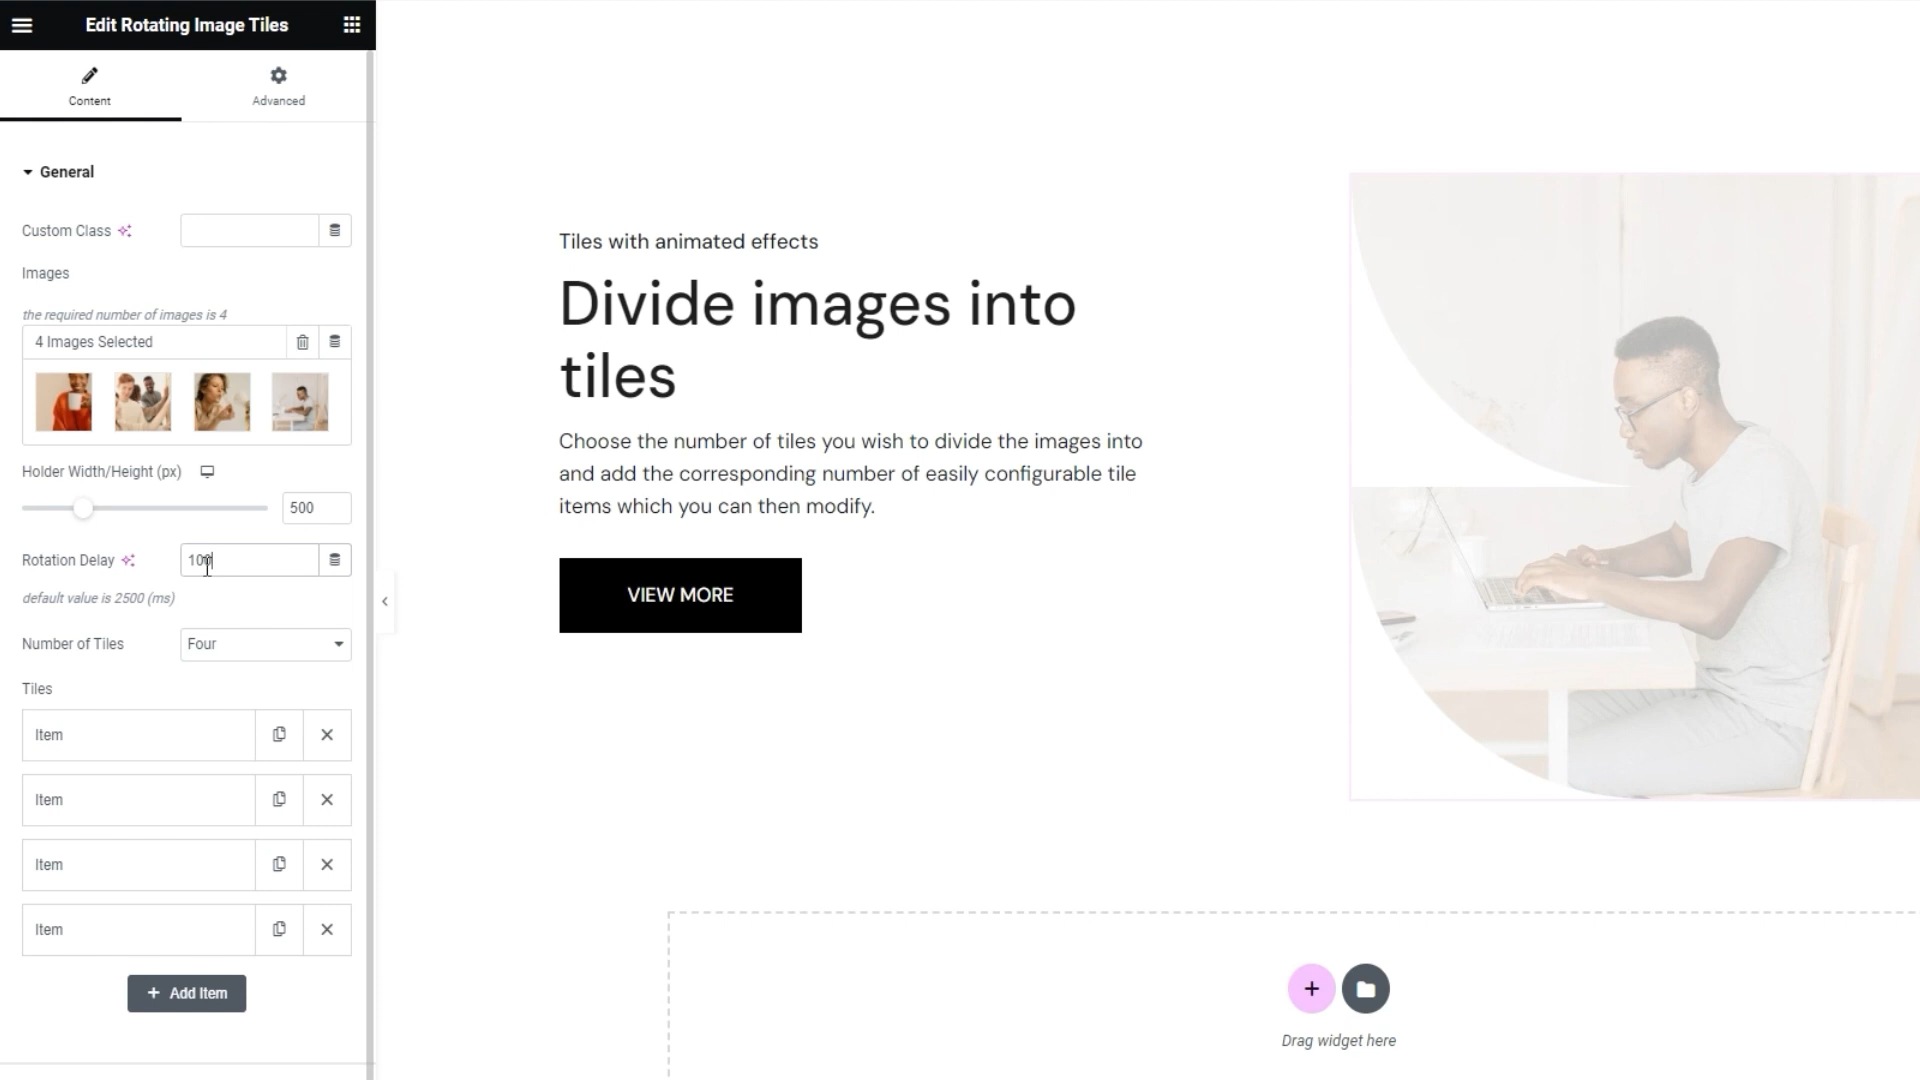 Edit Rotating Image Tiles
Content
Advanced
General
Custom Class
Images
the required number of images is 4
4 Images Selected
Holder Width/Height (px)
500
Rotation Delay
100
default value is 2500 (ms)
Number of Tiles
Four
Tiles
Item
Item
Item
Item
+ Add Item
Tiles with animated effects
Divide images into
tiles
Choose the number of tiles you wish to divide the images into
and add the corresponding number of easily configurable tile
items which you can then modify.
VIEW MORE
Drag widget here